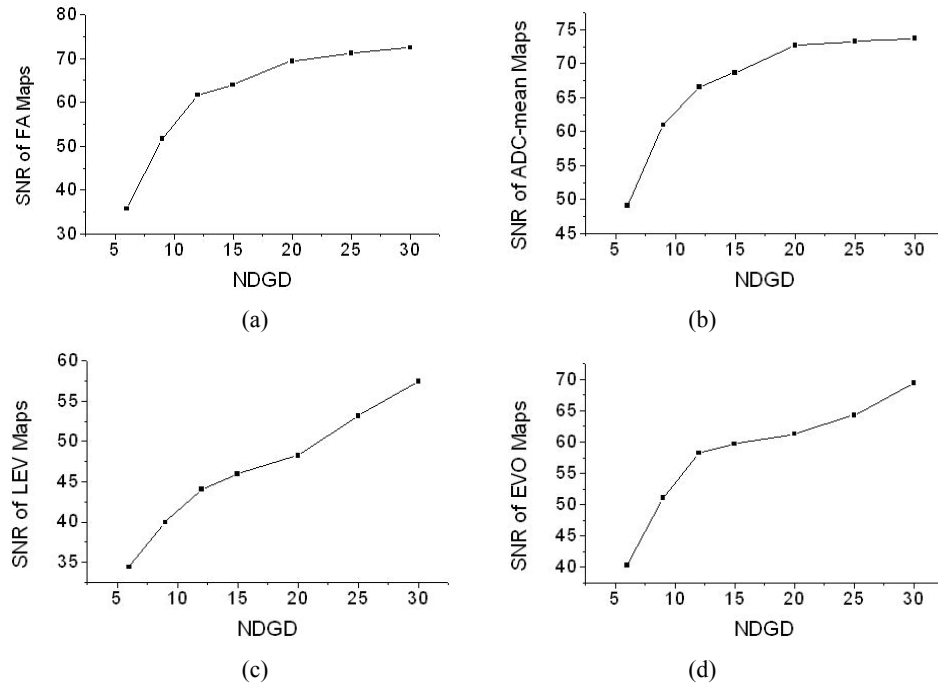 80
70
60
50
40
30
SNR of FA Maps
5 10 15 20 25 30
NDGD
(a)
75
70
65
60
55
50
45
SNR of ADC-mean Maps
5 10 15 20 25 30
NDGD
(b)
60
55
50
45
40
35
SNR of LEV Maps
5 10 15 20 25 30
NDGD
(c)
70
65
60
55
50
45
40
SNR of EVO Maps
5 10 15 20 25 30
NDGD
(d)